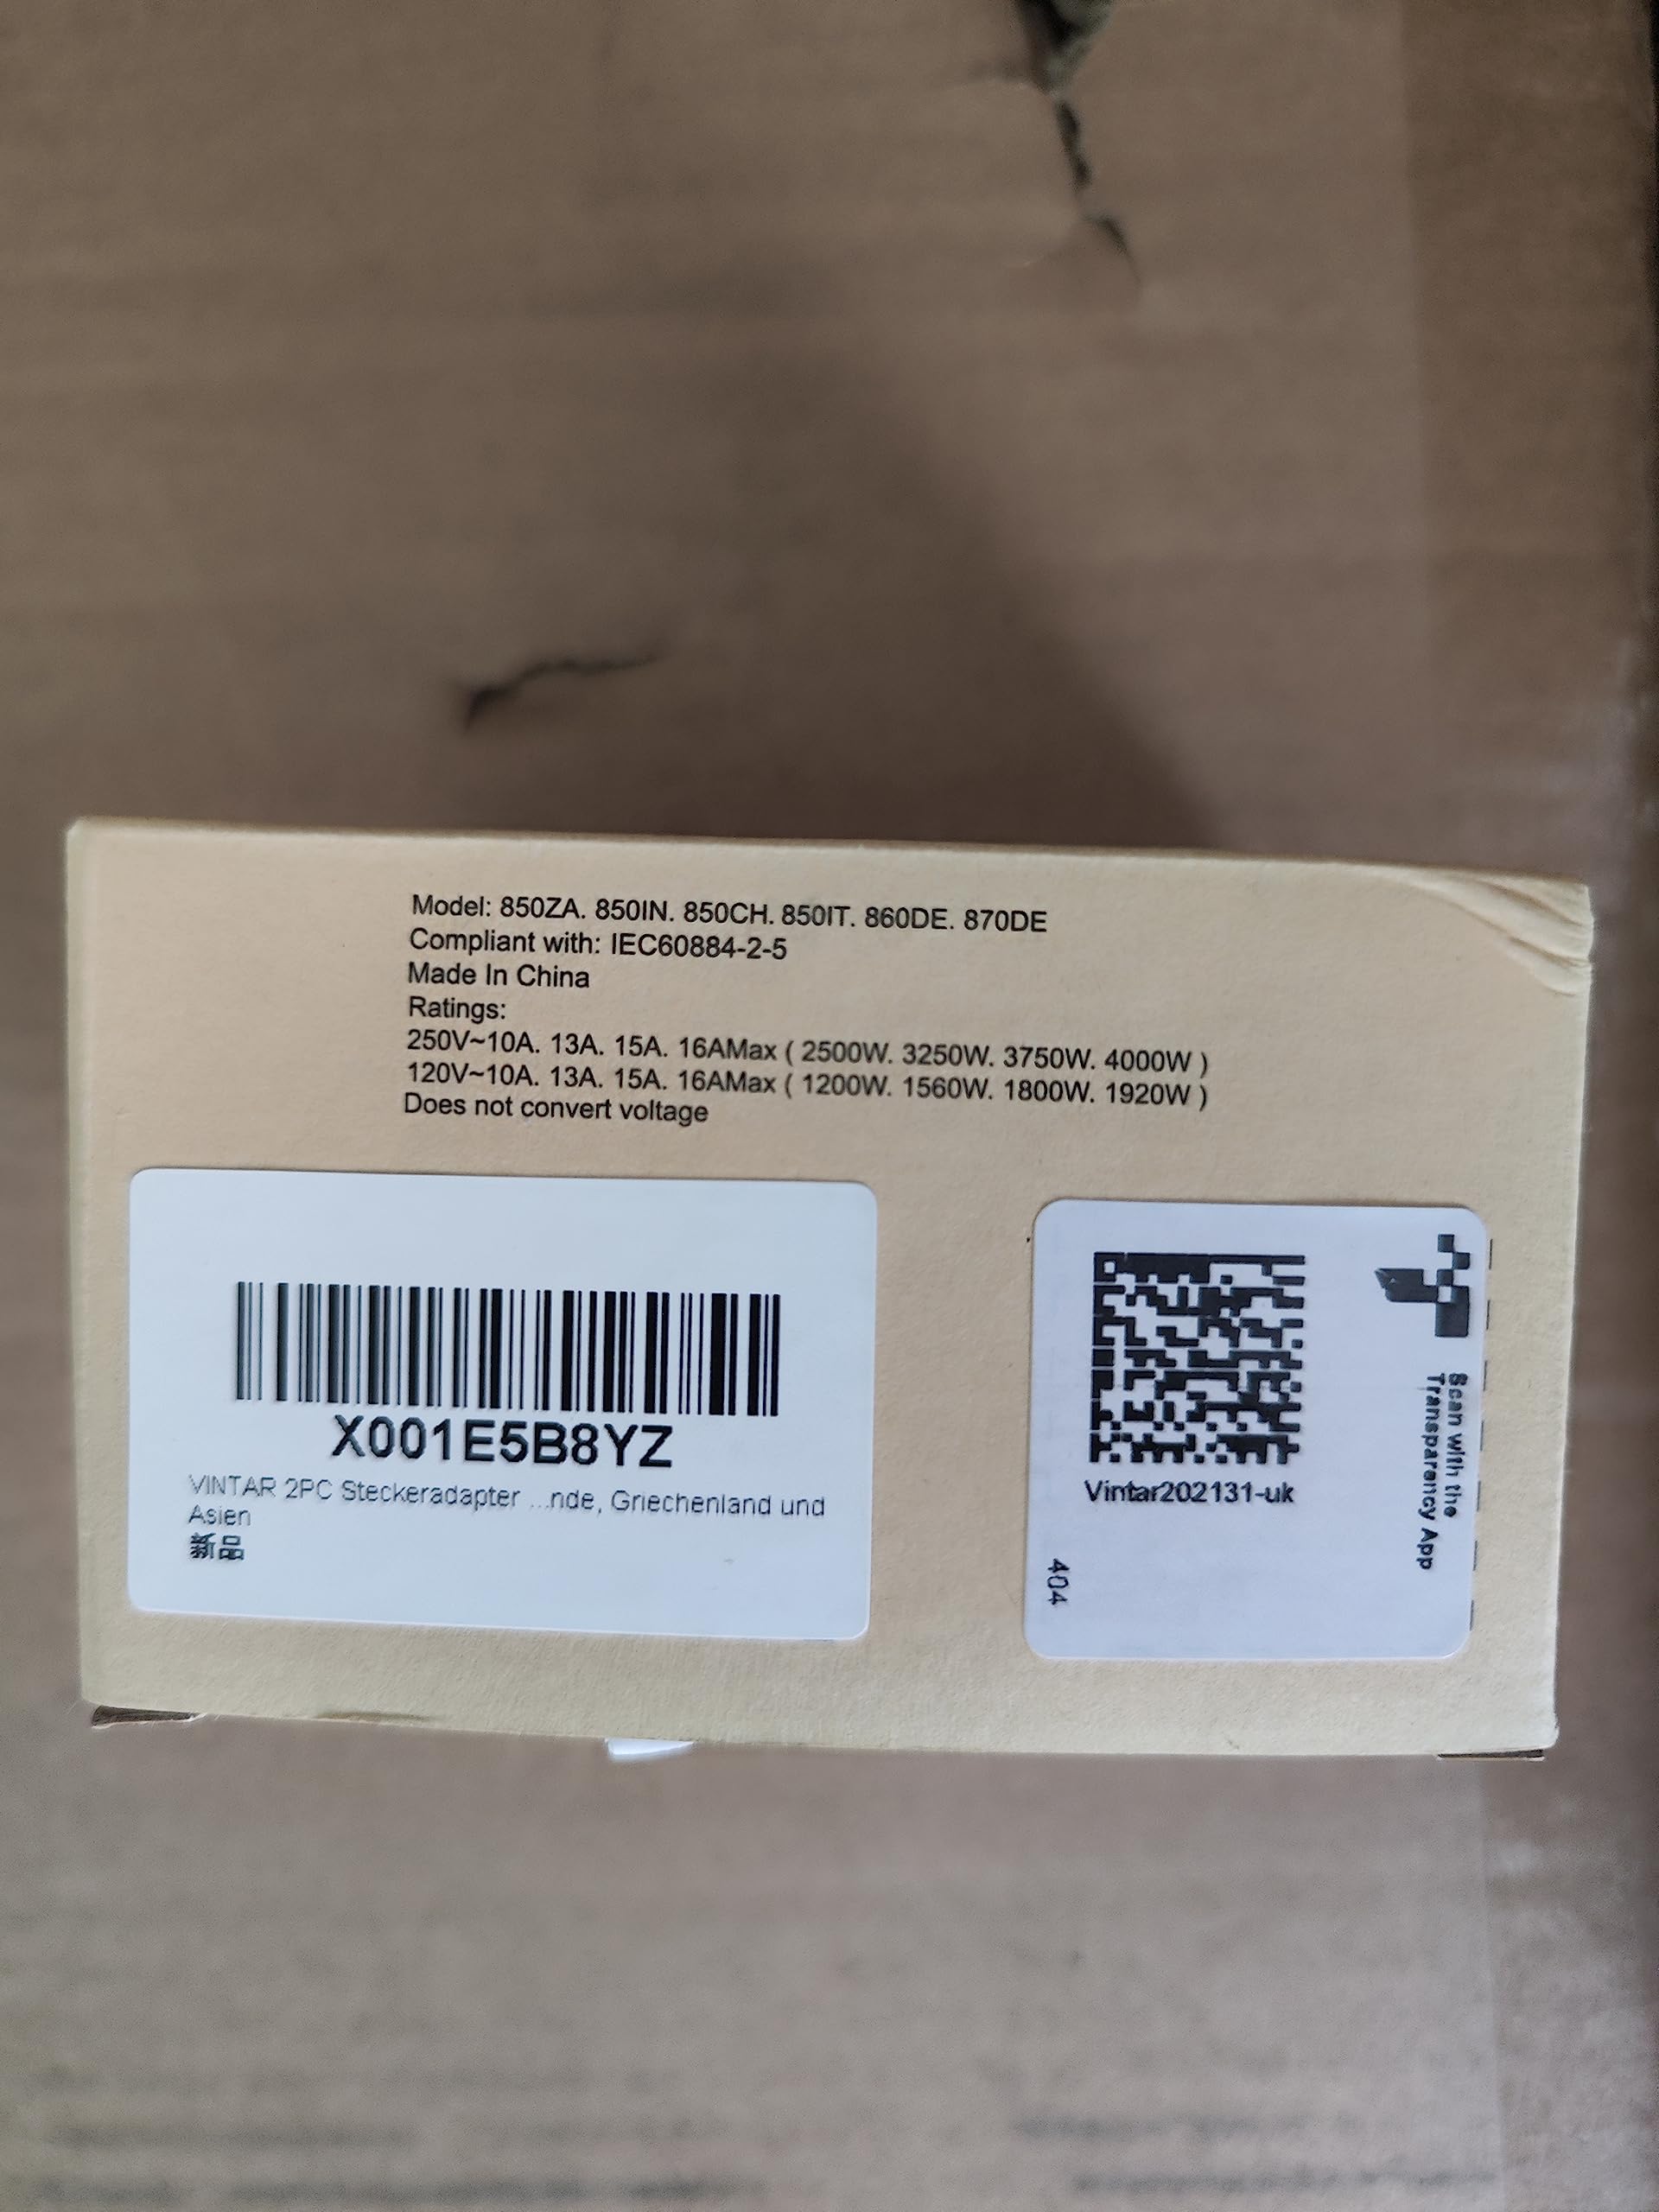 Model: 850ZA. 850IN. 850CH. 850IT. 860DE. 870DE
Compliant with: IEC60884-2-5
Made In China
Ratings:
250V~10A. 13A. 15A. 16AMax ( 2500W. 3250W. 3750W. 4000W )
120V~10A. 13A. 15A. 16AMax ( 1200W. 1560W. 1800W. 1920W )
Does not convert voltage
X001E5B8YZ
VINTAR 2PC Steckeradapter ...nde, Griechenland und
Asien
新品
Vintar202131-uk
404
Scan with the
Transparency App